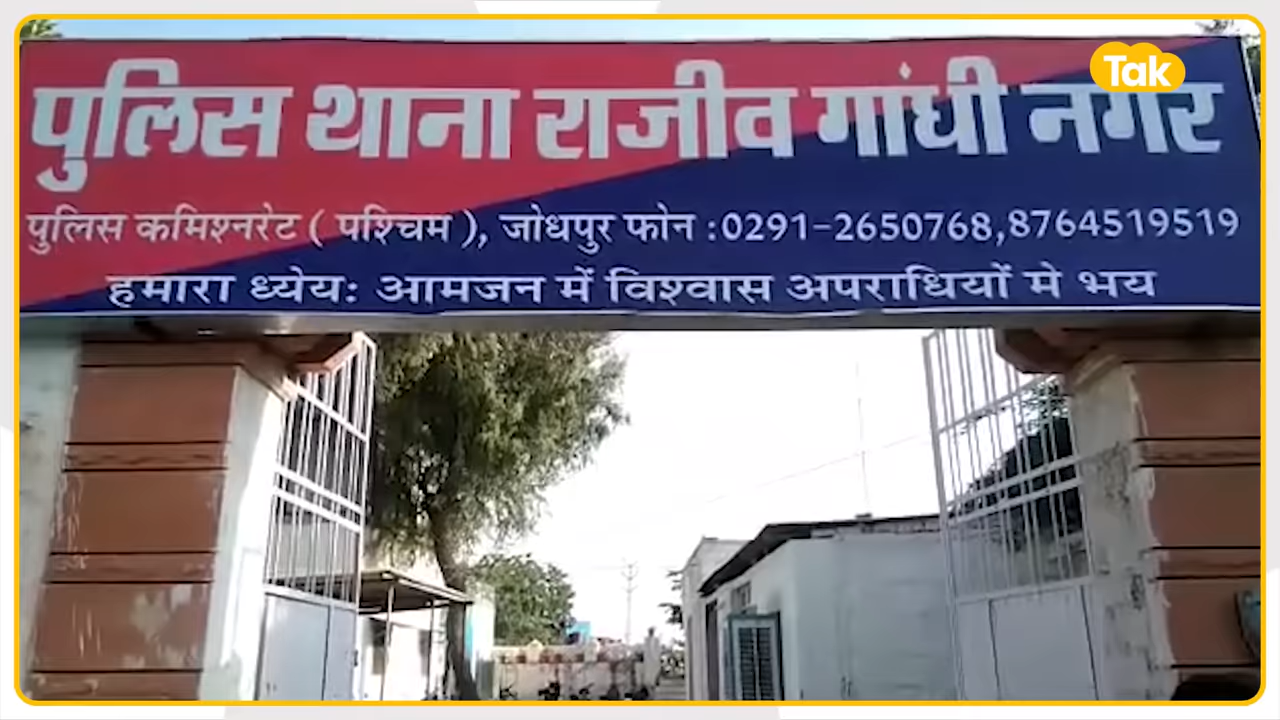 Tak
पुलिस थाना राजीव गांधी नगर
पुलिस कमिश्नरेट ( पश्चिम ), जोधपुर फोन :0291-2650768,8764519519
हमारा ध्येयः आमजन में विश्वास अपराधियों मे भय